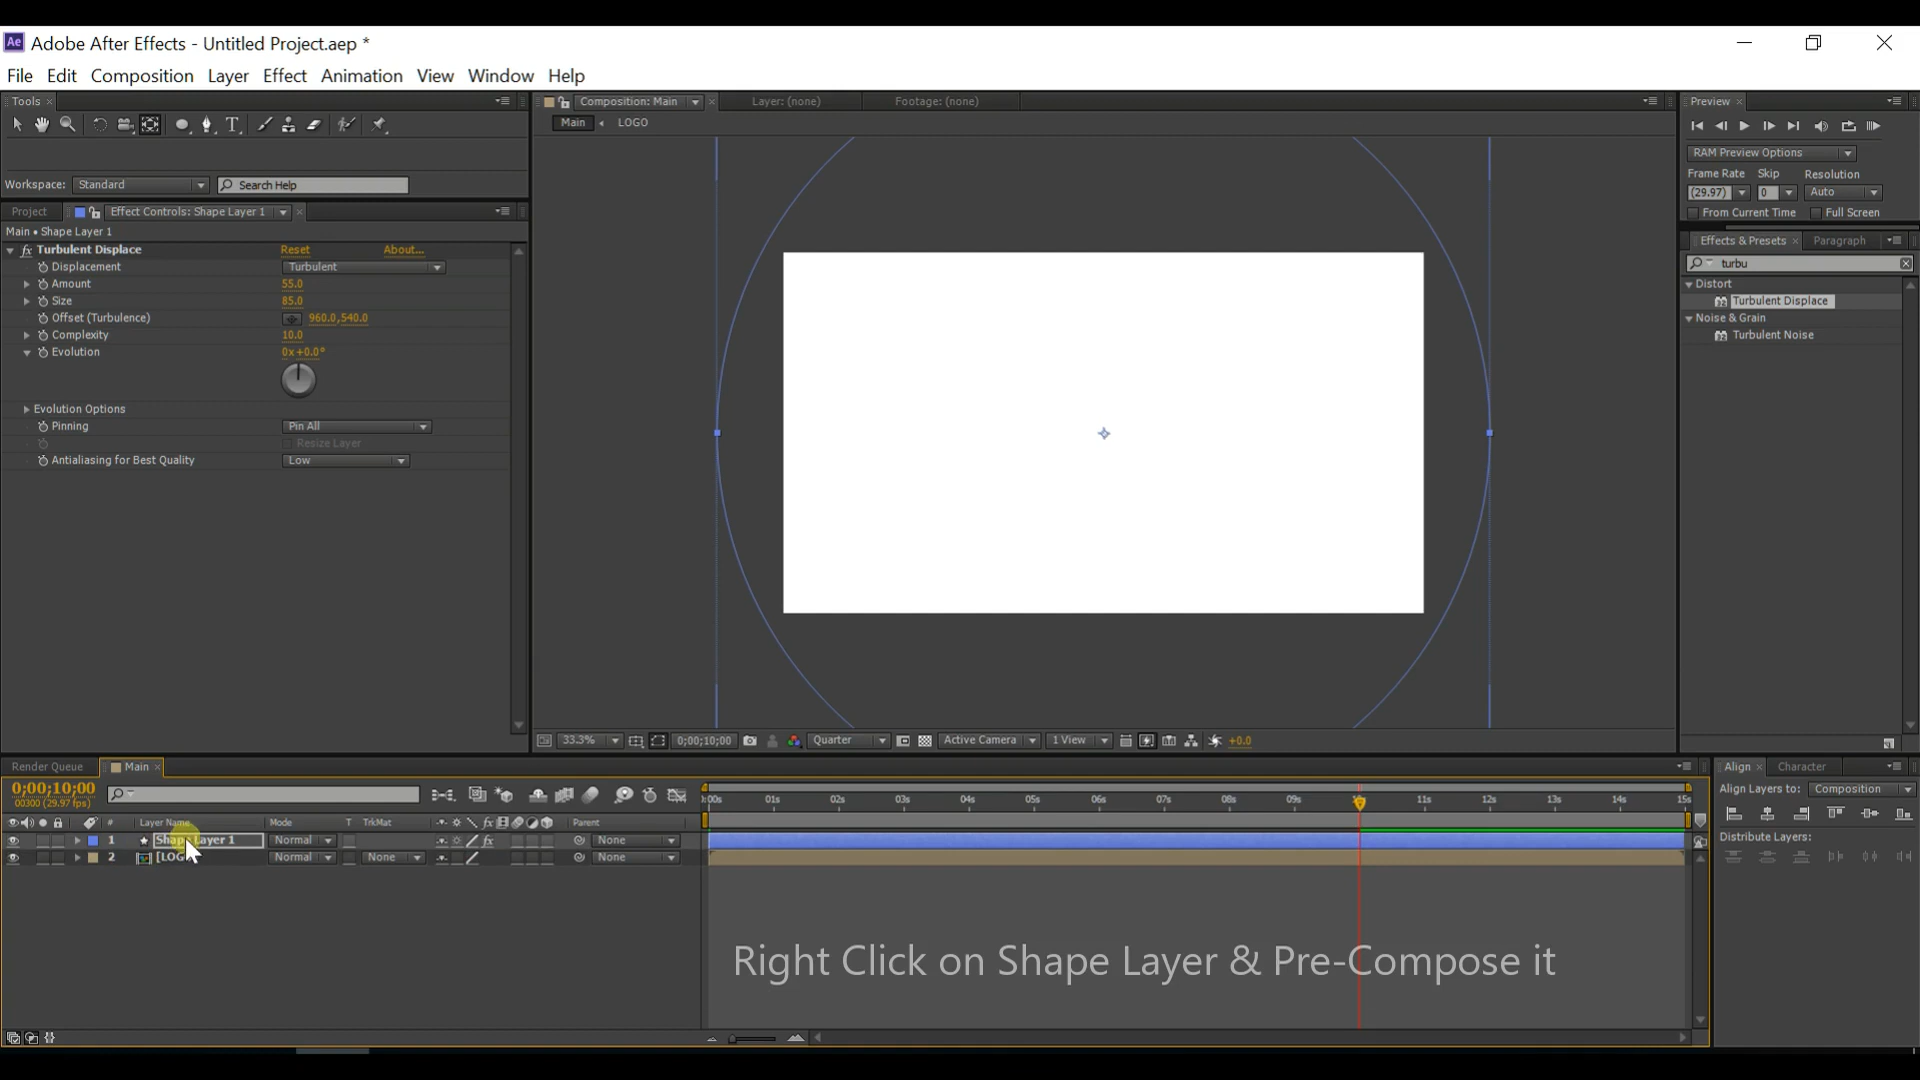 Ae Adobe After Effects - Untitled Project.aep *
File Edit Composition Layer Effect Animation View Window Help
Tools
Workspace: Standard Search Help
Project Effect Controls: Shape Layer 1
Main • Shape Layer 1
fx Turbulent Displace Reset About...
Displacement Turbulent
Amount 55.0
Size 85.0
Offset (Turbulence) 960.0,540.0
Complexity 10.0
Evolution 0x+0.0°
Evolution Options
Pinning Pin All
Resize Layer
Antialiasing for Best Quality Low
Composition: Main Layer: (none) Footage: (none)
Main LOGO
33.3% 0;00;10;00 Quarter Active Camera 1 View +0.0
Preview
RAM Preview Options
Frame Rate Skip Resolution
(29.97) 0 Auto
From Current Time Full Screen
Effects & Presets Paragraph
turbu
Distort
Turbulent Displace
Noise & Grain
Turbulent Noise
Render Queue Main
0;00;10;00
00300 (29.97 fps)
:00s 01s 02s 03s 04s 05s 06s 07s 08s 09s 11s 12s 13s 14s 15s
# Layer Name Mode T TrkMat Parent
1 Shape Layer 1 Normal None
2 [LOGO Normal None None
Right Click on Shape Layer & Pre-Compose it
Align Character
Align Layers to: Composition
Distribute Layers: